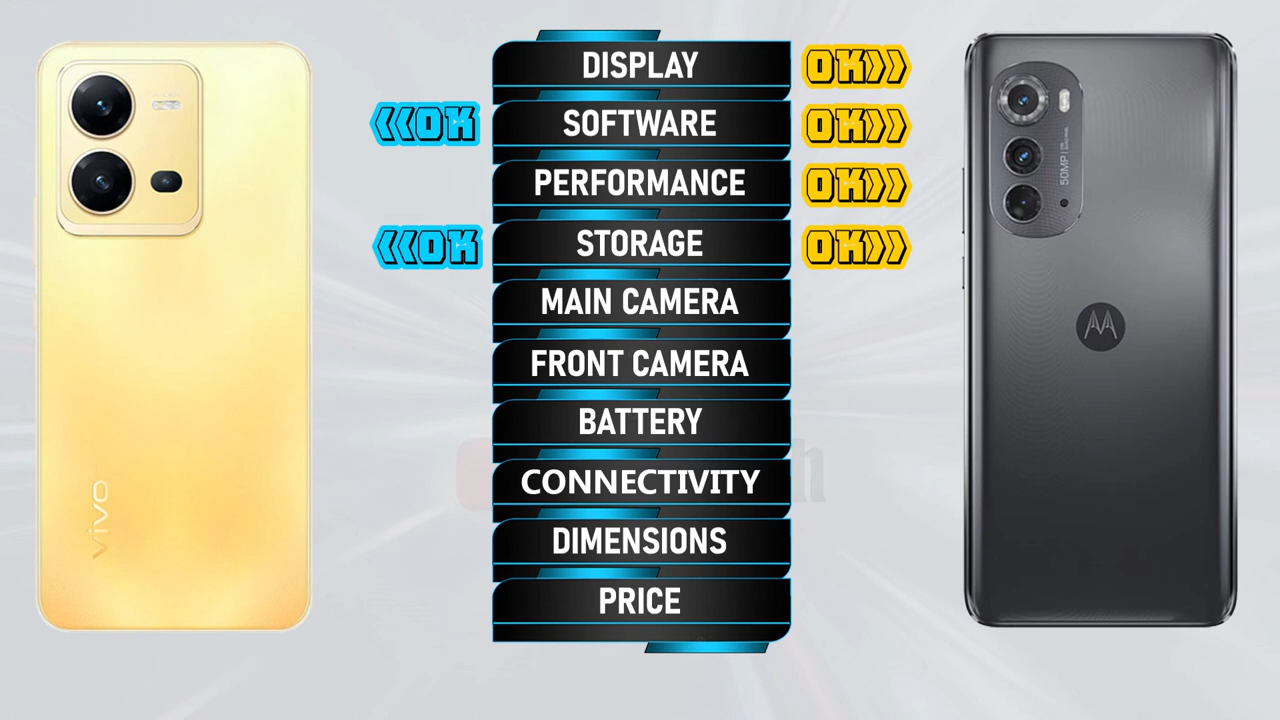 DISPLAY OK
OK SOFTWARE OK
PERFORMANCE OK
OK STORAGE OK
MAIN CAMERA
FRONT CAMERA
BATTERY
CONNECTIVITY
DIMENSIONS
PRICE
vivo
50MP